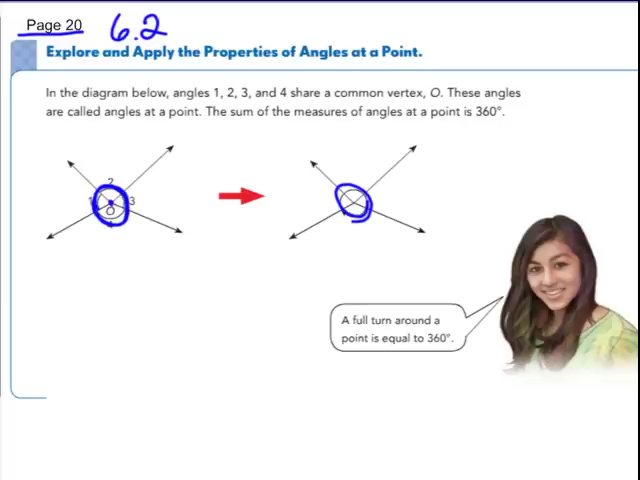 Page 20 6.2
Explore and Apply the Properties of Angles at a Point.
In the diagram below, angles 1, 2, 3, and 4 share a common vertex, O. These angles
are called angles at a point. The sum of the measures of angles at a point is 360°.
2
1 3
O
4
A full turn around a
point is equal to 360°.